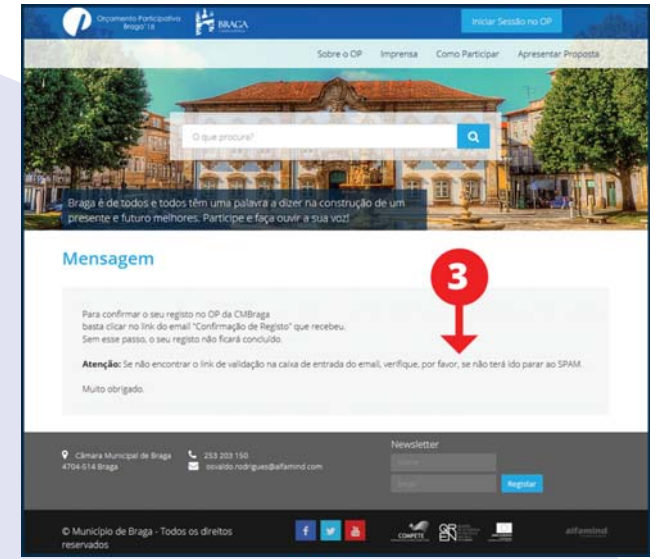 Orçamento Participativo
Braga'18
BRAGA
Iniciar Sessão no OP
Sobre o OP Imprensa Como Participar Apresentar Proposta
O que procura?
Braga é de todos e todos têm uma palavra a dizer na construção de um
presente e futuro melhores. Participe e faça ouvir a sua voz!
Mensagem
3
Para confirmar o seu registo no OP da CMBraga
basta clicar no link do email "Confirmação de Registo" que recebeu.
Sem esse passo, o seu registo não ficará concluído.
Atenção: Se não encontrar o link de validação na caixa de entrada do email, verifique, por favor, se não terá ido parar ao SPAM.
Muito obrigado.
Câmara Municipal de Braga
4704-514 Braga
253 203 150
osvaldo.rodrigues@alfamind.com
Newsletter
Nome
Email
Registar
© Município de Braga - Todos os direitos
reservados
COMPETE
QREN
alfamind